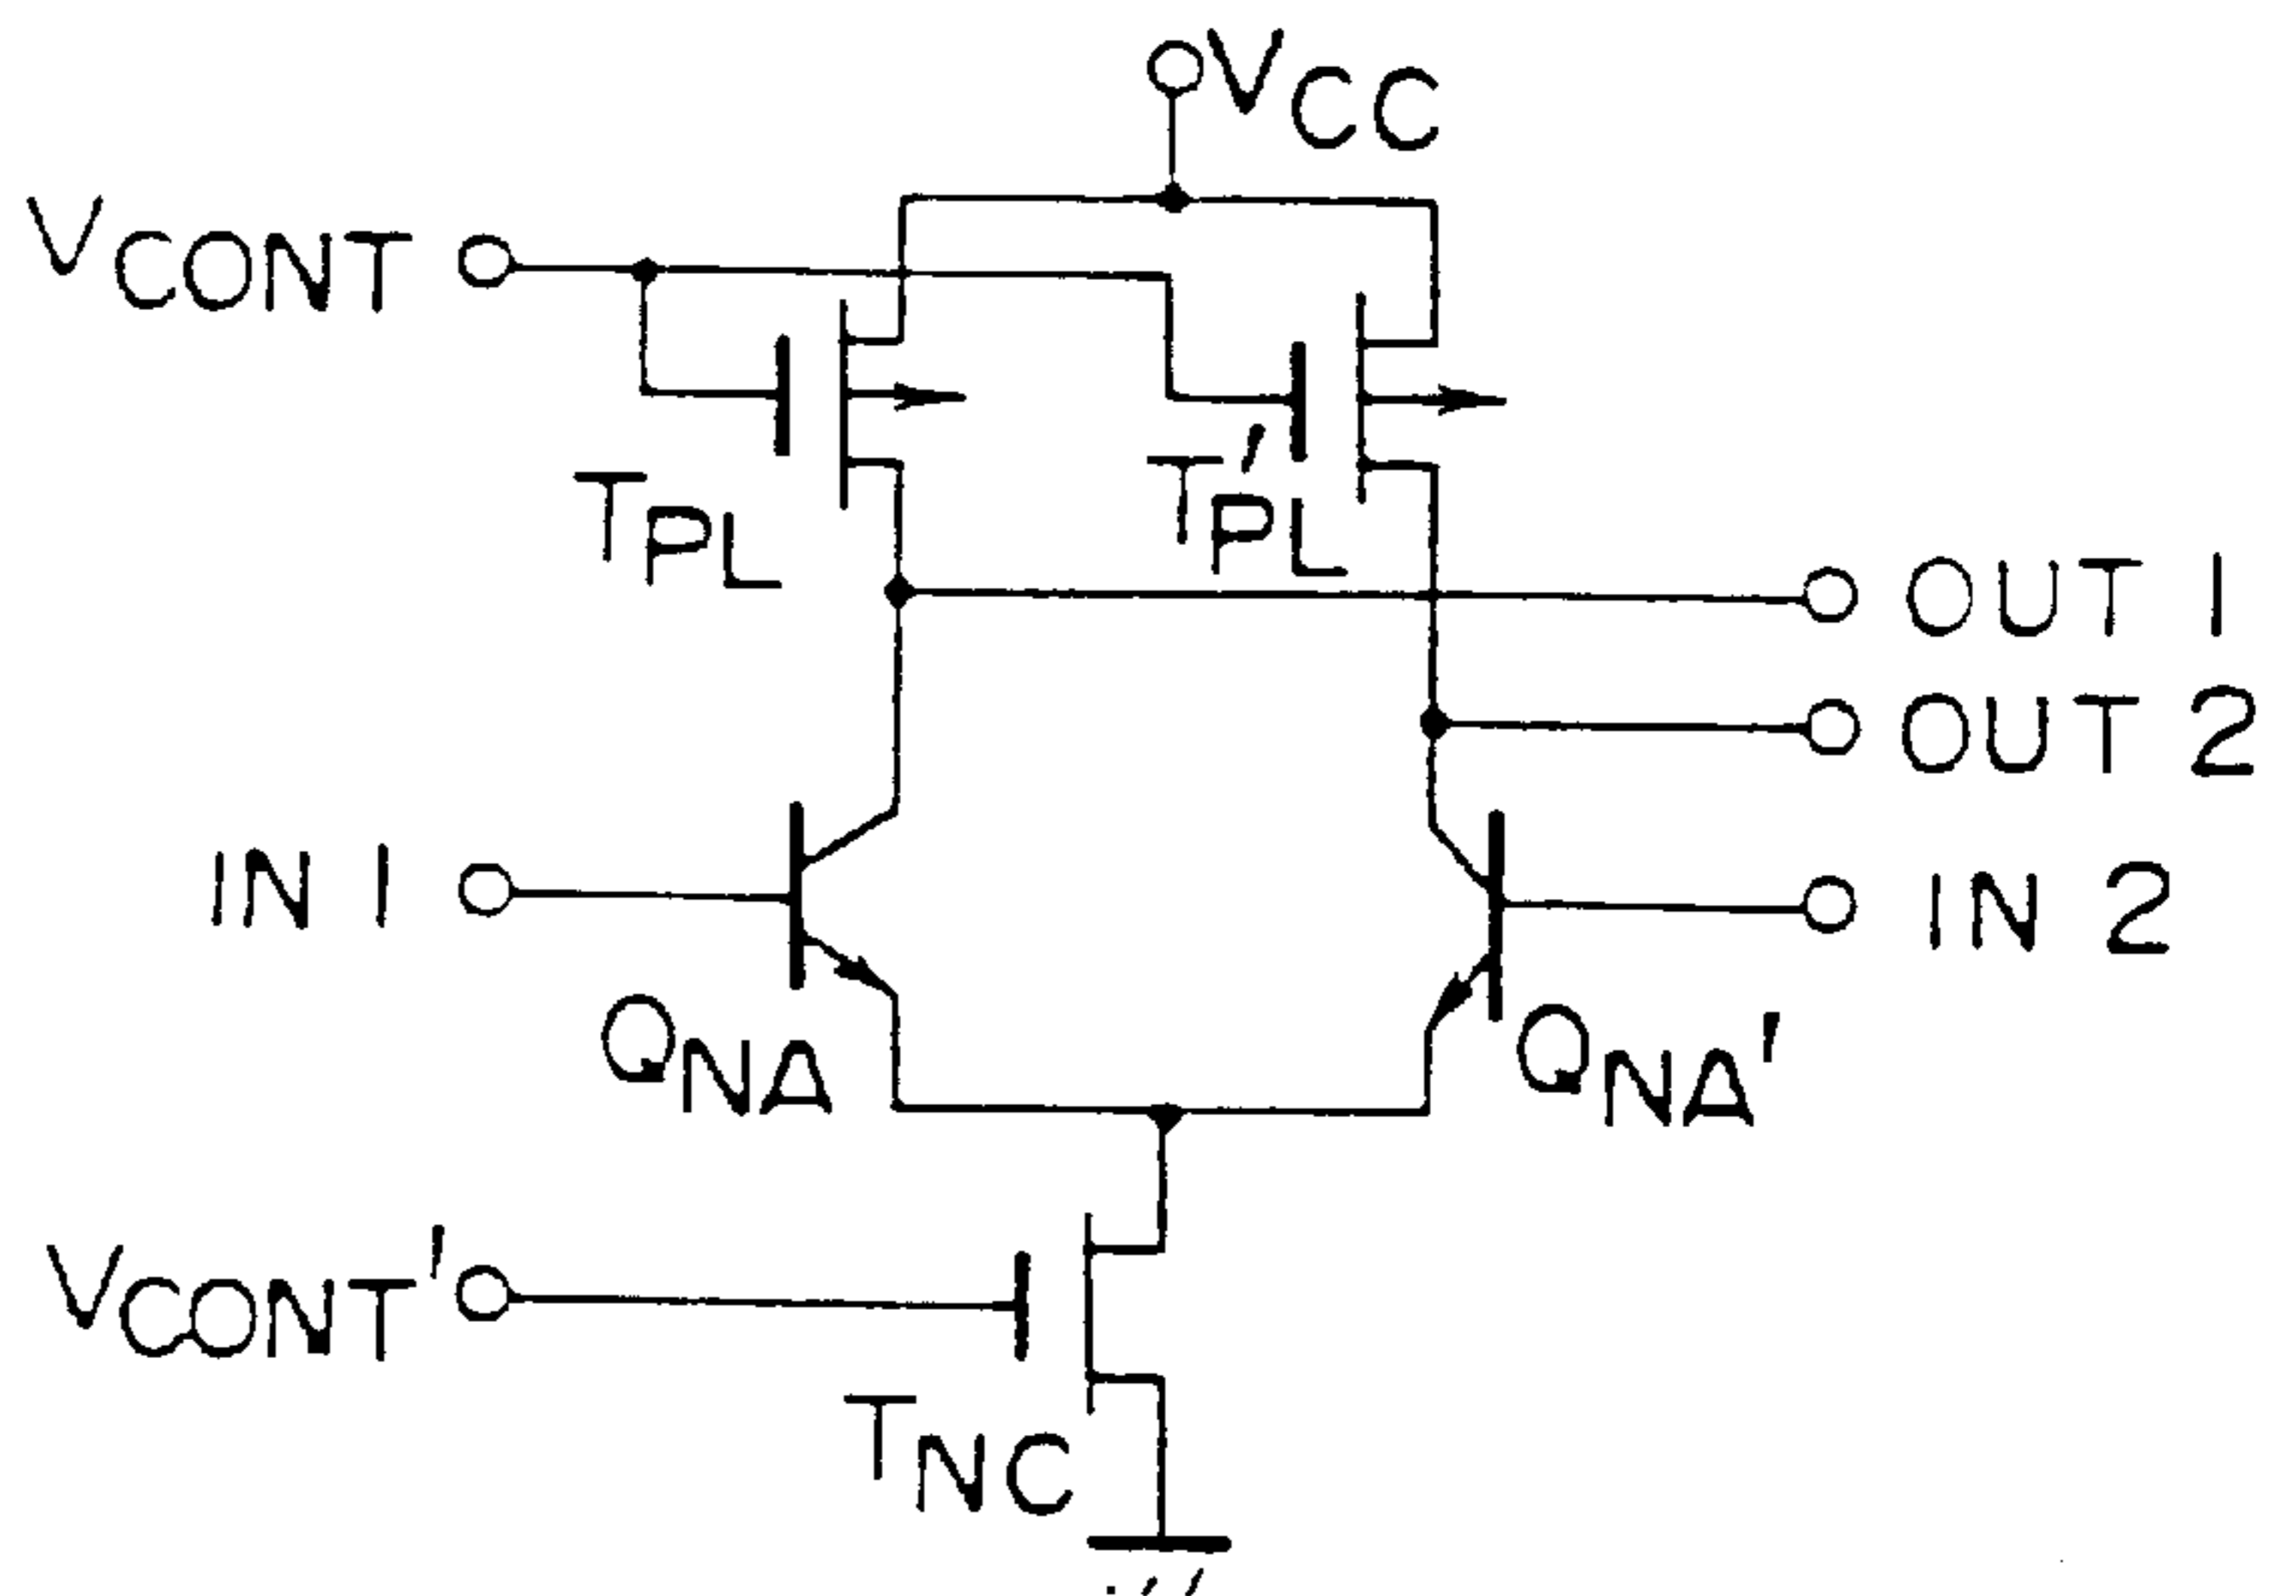 VCC
VCONT
TPL
T'PL
OUT 1
OUT 2
IN 1
IN 2
QNA
QNA'
VCONT'
TNC